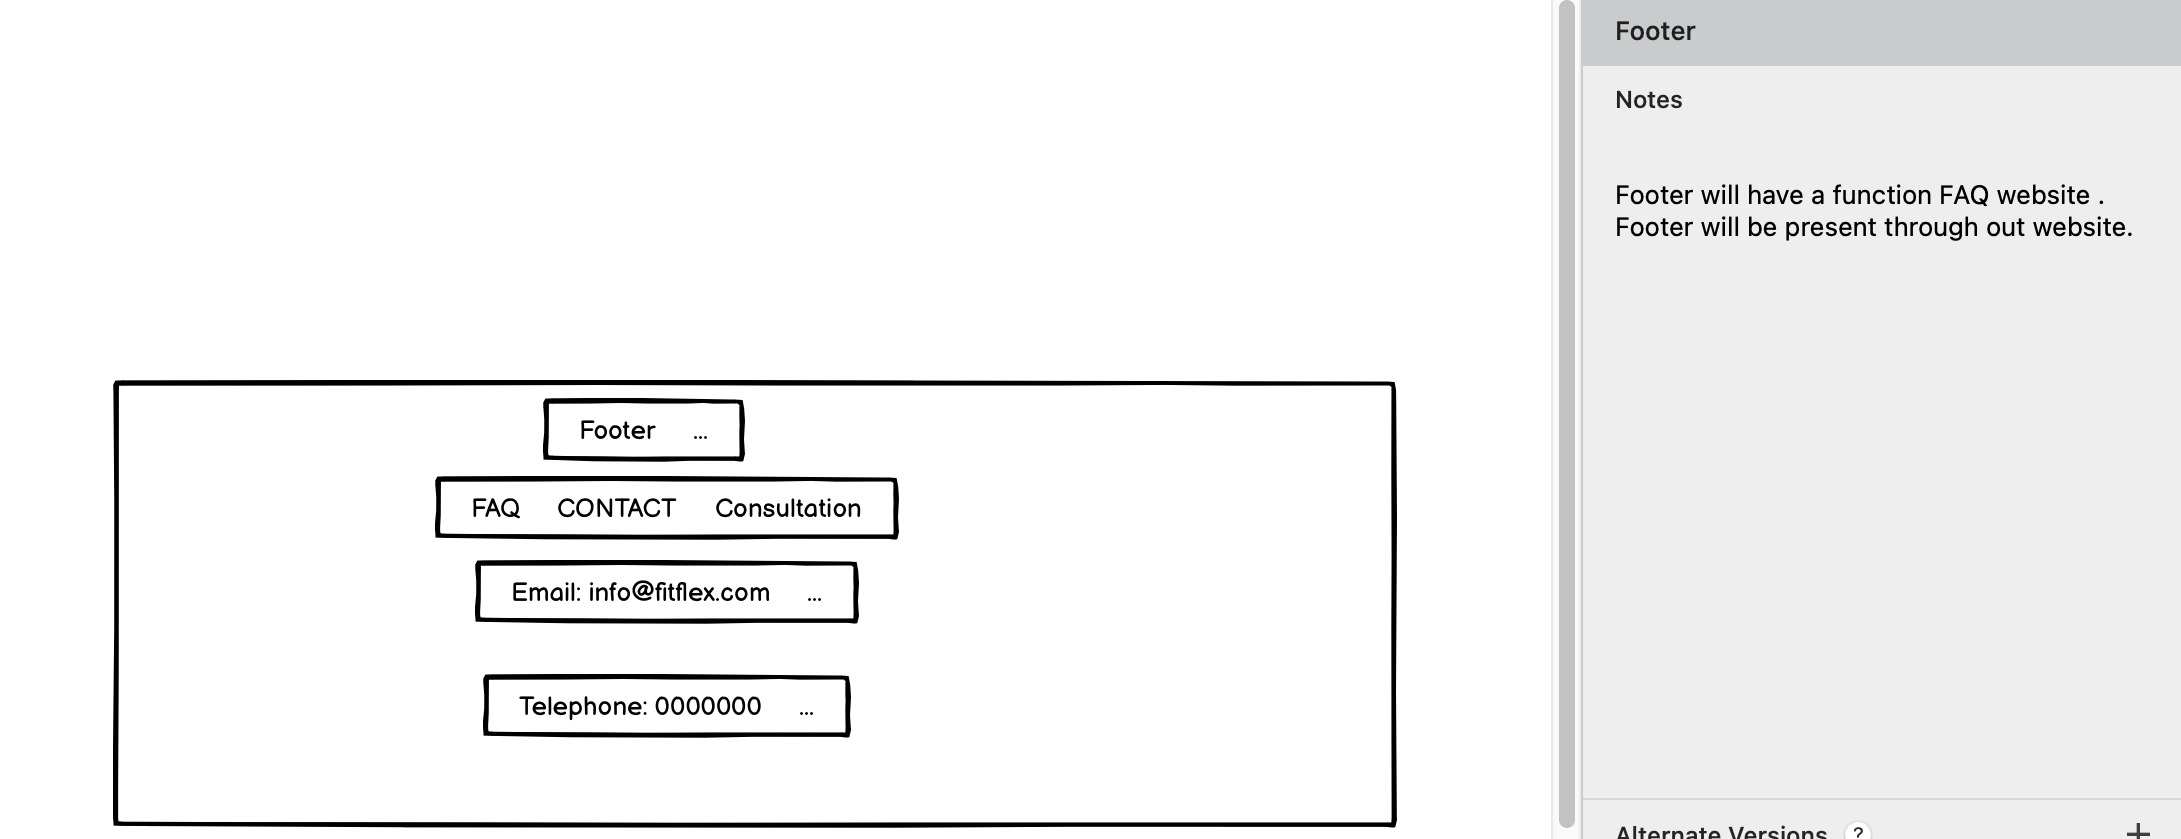 Footer ...
FAQ CONTACT Consultation
Email: info@fitflex.com ...
Telephone: 0000000 ...
Footer
Notes
Footer will have a function FAQ website .
Footer will be present through out website.
Alternate Versions ? +